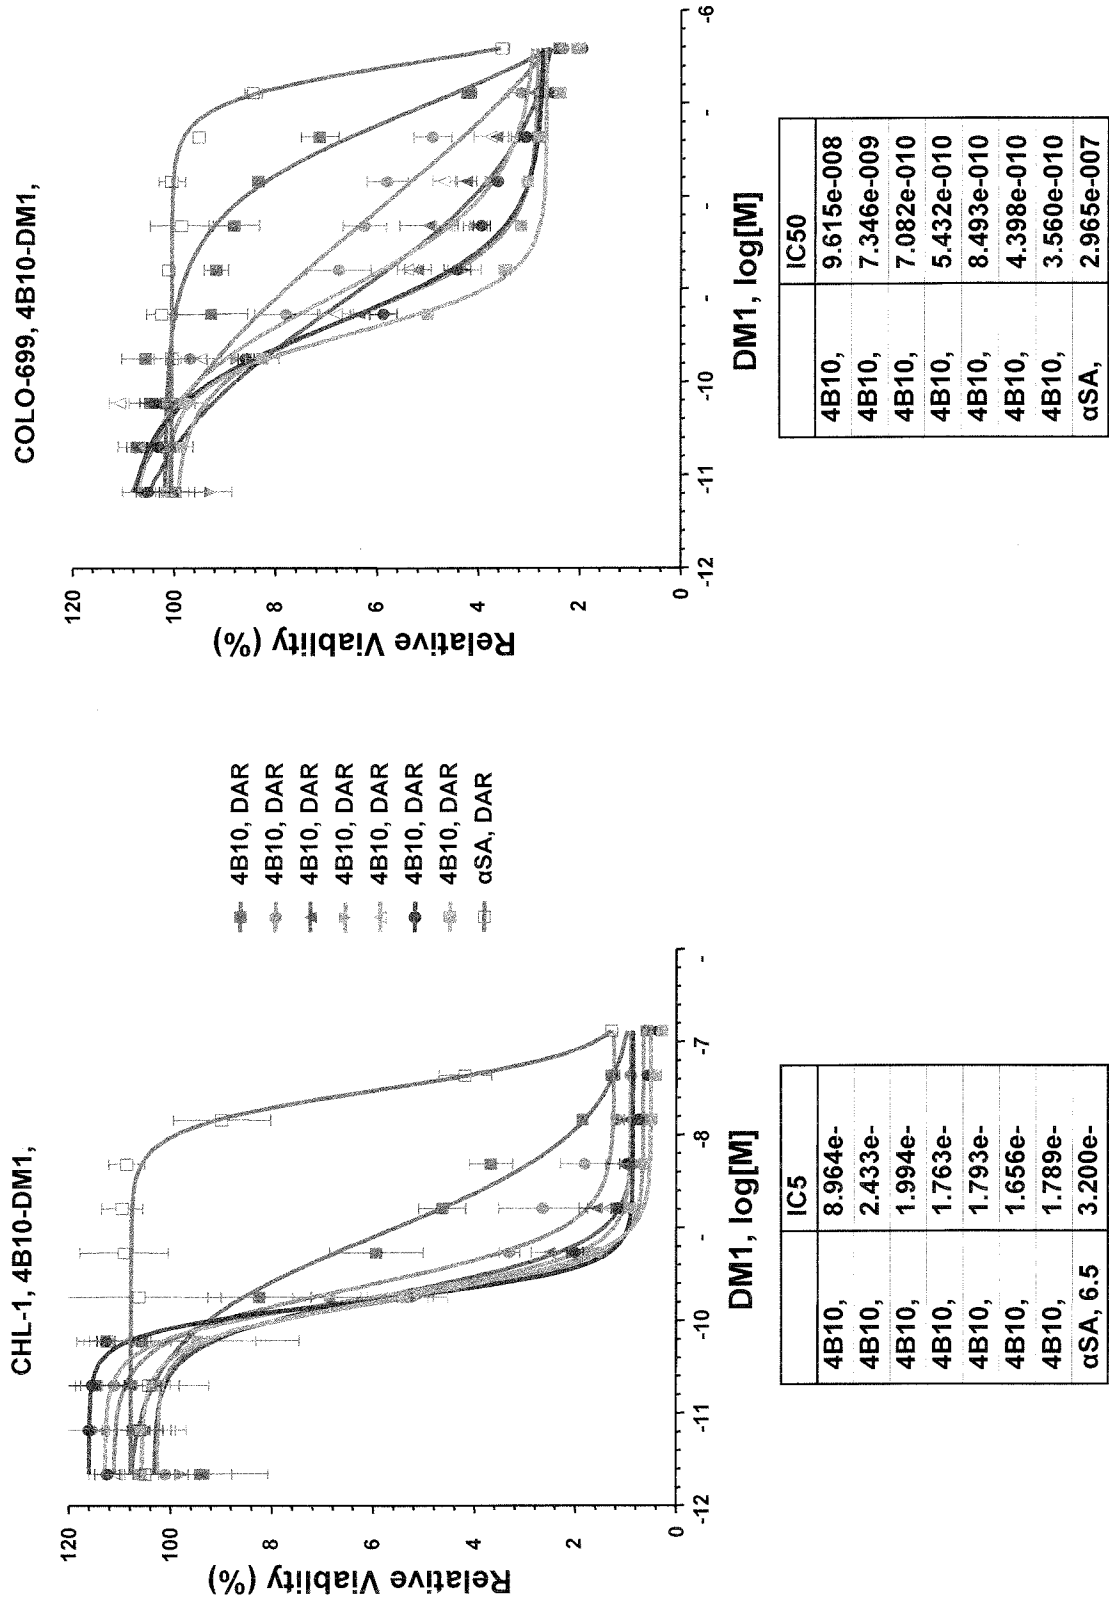 CHL-1, 4B10-DM1,
Relative Viablity (%)
120
100
8
6
4
2
0
-12
-11
-10
-
-8
-7
-
DM1, log[M]
4B10, DAR
4B10, DAR
4B10, DAR
4B10, DAR
4B10, DAR
4B10, DAR
4B10, DAR
αSA, DAR
IC5
4B10, 8.964e-
4B10, 2.433e-
4B10, 1.994e-
4B10, 1.763e-
4B10, 1.793e-
4B10, 1.656e-
4B10, 1.789e-
αSA, 6.5 3.200e-
COLO-699, 4B10-DM1,
Relative Viablity (%)
120
100
8
6
4
2
0
-12
-11
-10
-
-
-
-6
DM1, log[M]
IC50
4B10, 9.615e-008
4B10, 7.346e-009
4B10, 7.082e-010
4B10, 5.432e-010
4B10, 8.493e-010
4B10, 4.398e-010
4B10, 3.560e-010
αSA, 2.965e-007